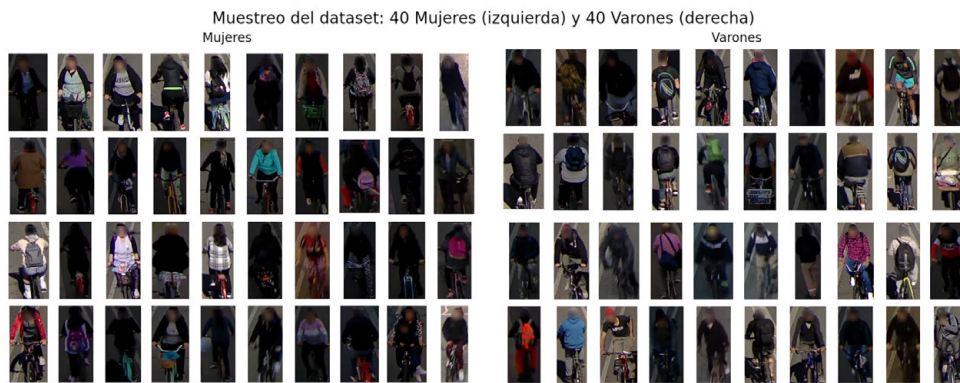 Muestreo del dataset: 40 Mujeres (izquierda) y 40 Varones (derecha)
Mujeres
Varones